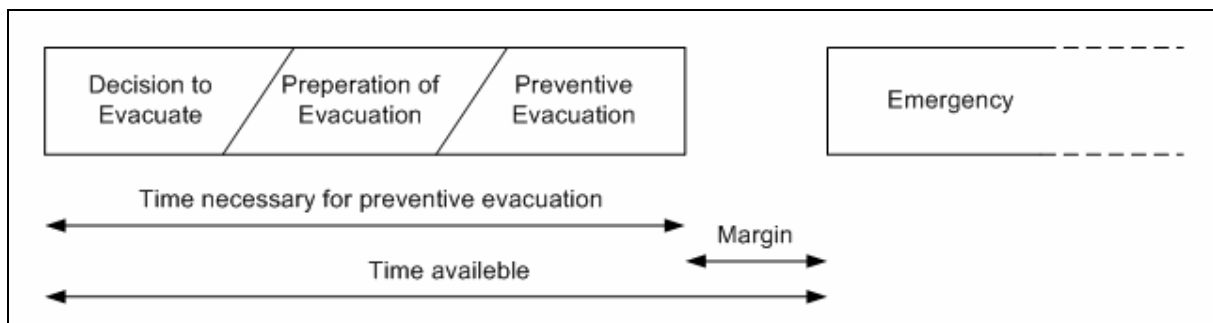 Decision to
Evacuate
Preperation of
Evacuation
Preventive
Evacuation
Emergency
Time necessary for preventive evacuation
Margin
Time availeble